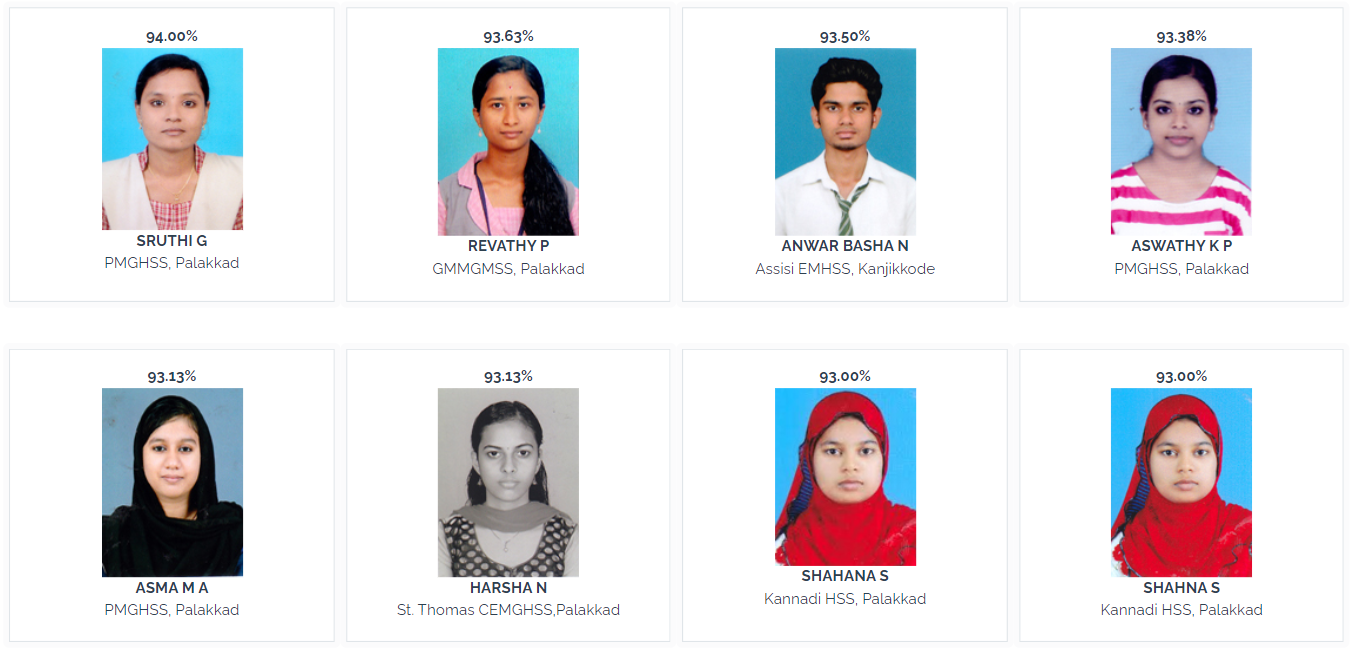 94.00%
SRUTHI G
PMGHSS, Palakkad
93.63%
REVATHY P
GMMGMSS, Palakkad
93.50%
ANWAR BASHA N
Assisi EMHSS, Kanjikkode
93.38%
ASWATHY K P
PMGHSS, Palakkad
93.13%
ASMA M A
PMGHSS, Palakkad
93.13%
HARSHA N
St. Thomas CEMGHSS,Palakkad
93.00%
SHAHANA S
Kannadi HSS, Palakkad
93.00%
SHAHNA S
Kannadi HSS, Palakkad